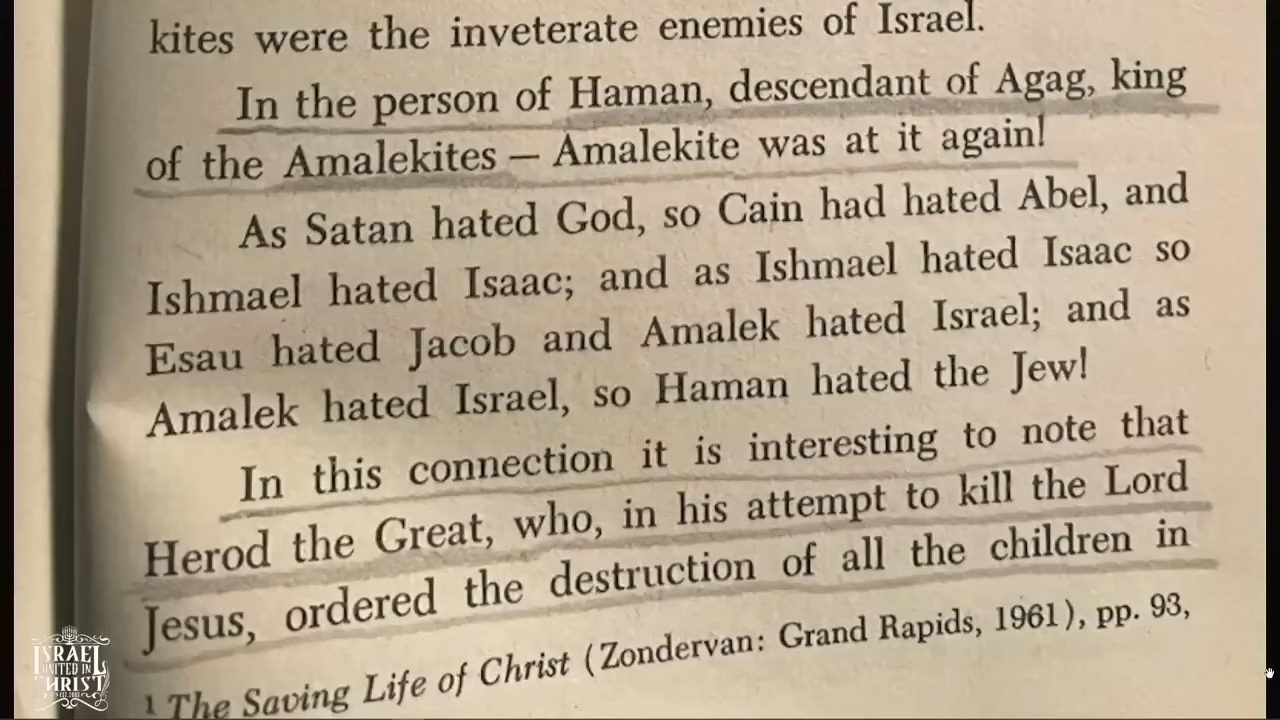 kites were the inveterate enemies of Israel.
In the person of Haman, descendant of Agag, king
of the Amalekites — Amalekite was at it again!
As Satan hated God, so Cain had hated Abel, and
Ishmael hated Isaac; and as Ishmael hated Isaac so
Esau hated Jacob and Amalek hated Israel; and as
Amalek hated Israel, so Haman hated the Jew!
In this connection it is interesting to note that
Herod the Great, who, in his attempt to kill the Lord
Jesus, ordered the destruction of all the children in
1 The Saving Life of Christ (Zondervan: Grand Rapids, 1961), pp. 93,
ISRAEL
UNITED IN
CHRIST